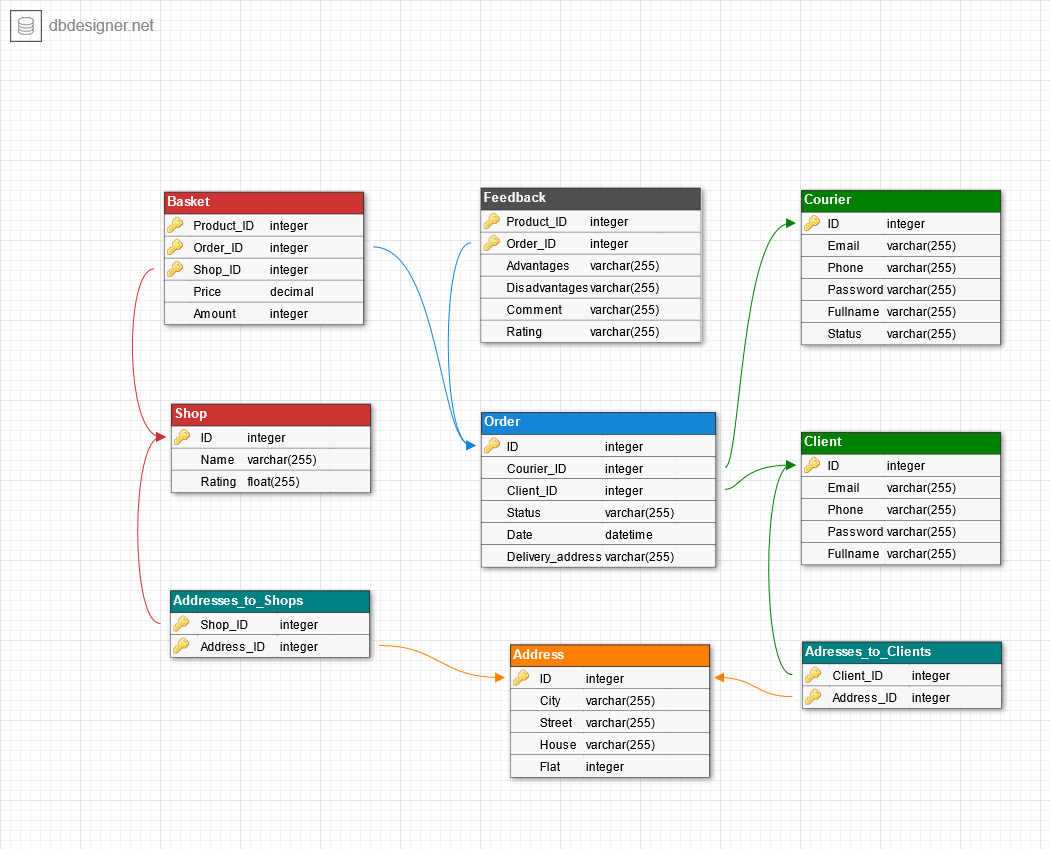 dbdesigner.net
Basket
Product_ID integer
Order_ID integer
Shop_ID integer
Price decimal
Amount integer
Feedback
Product_ID integer
Order_ID integer
Advantages varchar(255)
Disadvantages varchar(255)
Comment varchar(255)
Rating varchar(255)
Courier
ID integer
Email varchar(255)
Phone varchar(255)
Password varchar(255)
Fullname varchar(255)
Status varchar(255)
Shop
ID integer
Name varchar(255)
Rating float(255)
Order
ID integer
Courier_ID integer
Client_ID integer
Status varchar(255)
Date datetime
Delivery_address varchar(255)
Client
ID integer
Email varchar(255)
Phone varchar(255)
Password varchar(255)
Fullname varchar(255)
Addresses_to_Shops
Shop_ID integer
Address_ID integer
Address
ID integer
City varchar(255)
Street varchar(255)
House varchar(255)
Flat integer
Adresses_to_Clients
Client_ID integer
Address_ID integer